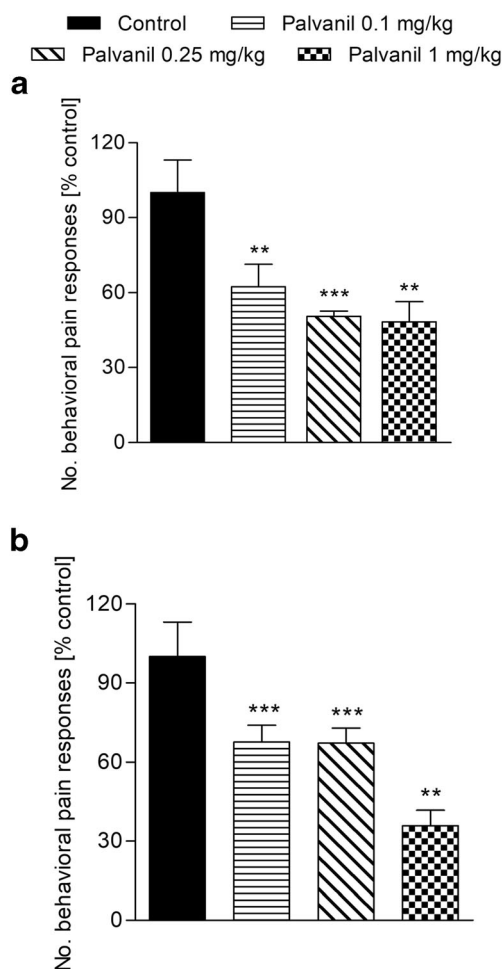 Control
Palvanil 0.1 mg/kg
Palvanil 0.25 mg/kg
Palvanil 1 mg/kg
a
No. behavioral pain responses [% control]
120
90
60
30
0
**
***
**
b
No. behavioral pain responses [% control]
120
90
60
30
0
***
***
**